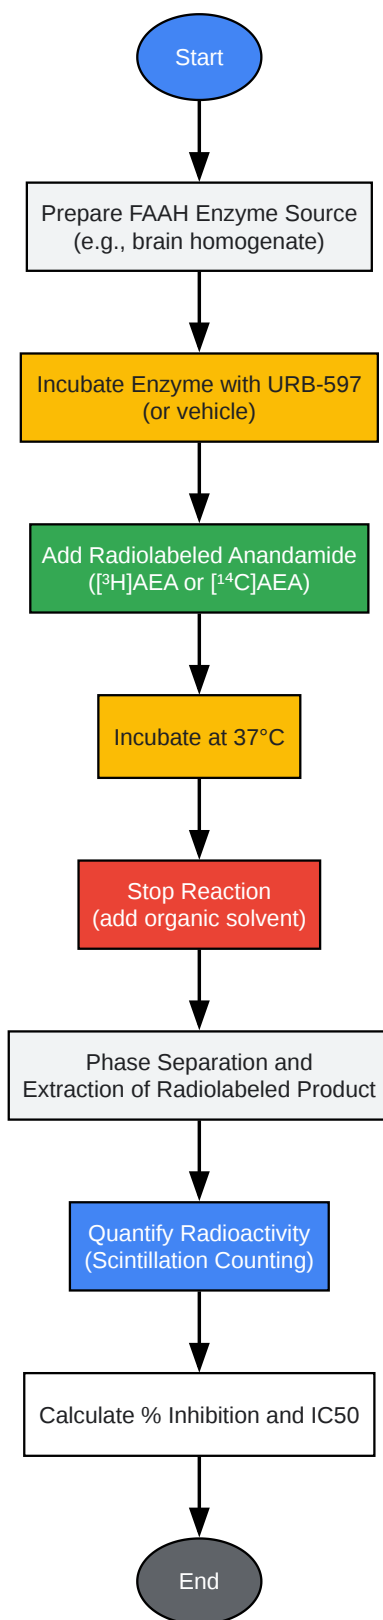 Start
Prepare FAAH Enzyme Source
(e.g., brain homogenate)
Incubate Enzyme with URB-597
(or vehicle)
Add Radiolabeled Anandamide
([³H]AEA or [¹⁴C]AEA)
Incubate at 37°C
Stop Reaction
(add organic solvent)
Phase Separation and
Extraction of Radiolabeled Product
Quantify Radioactivity
(Scintillation Counting)
Calculate % Inhibition and IC50
End